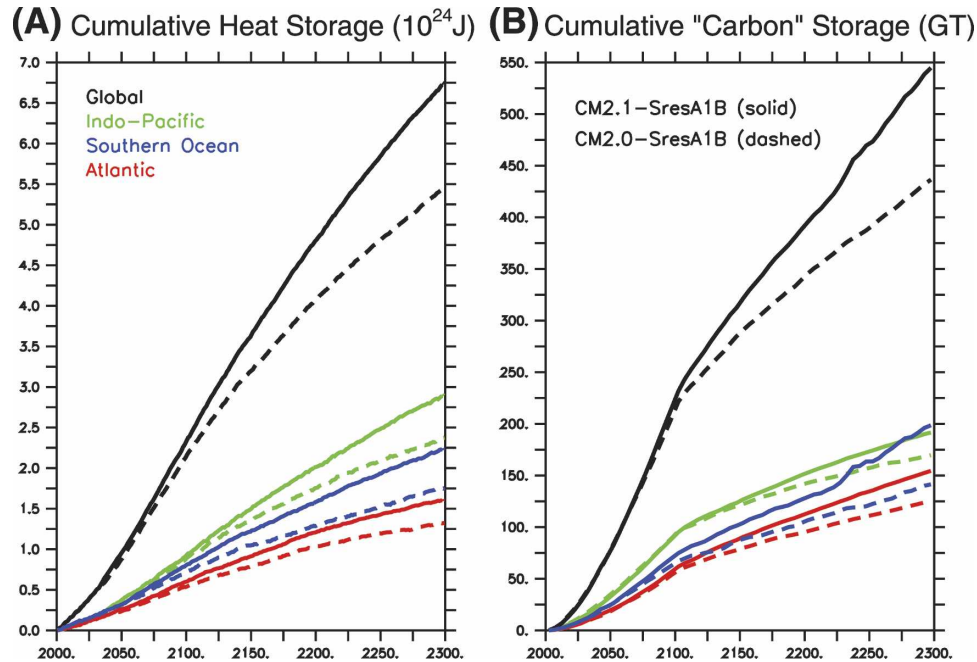 (A) Cumulative Heat Storage (10²⁴J)
7.0
6.5
6.0
5.5
5.0
4.5
4.0
3.5
3.0
2.5
2.0
1.5
1.0
0.5
0.0
Global
Indo-Pacific
Southern Ocean
Atlantic
2000. 2050. 2100. 2150. 2200. 2250. 2300.
(B) Cumulative "Carbon" Storage (GT)
550.
500.
450.
400.
350.
300.
250.
200.
150.
100.
50.
0.
CM2.1-SresA1B (solid)
CM2.0-SresA1B (dashed)
2000. 2050. 2100. 2150. 2200. 2250. 2300.